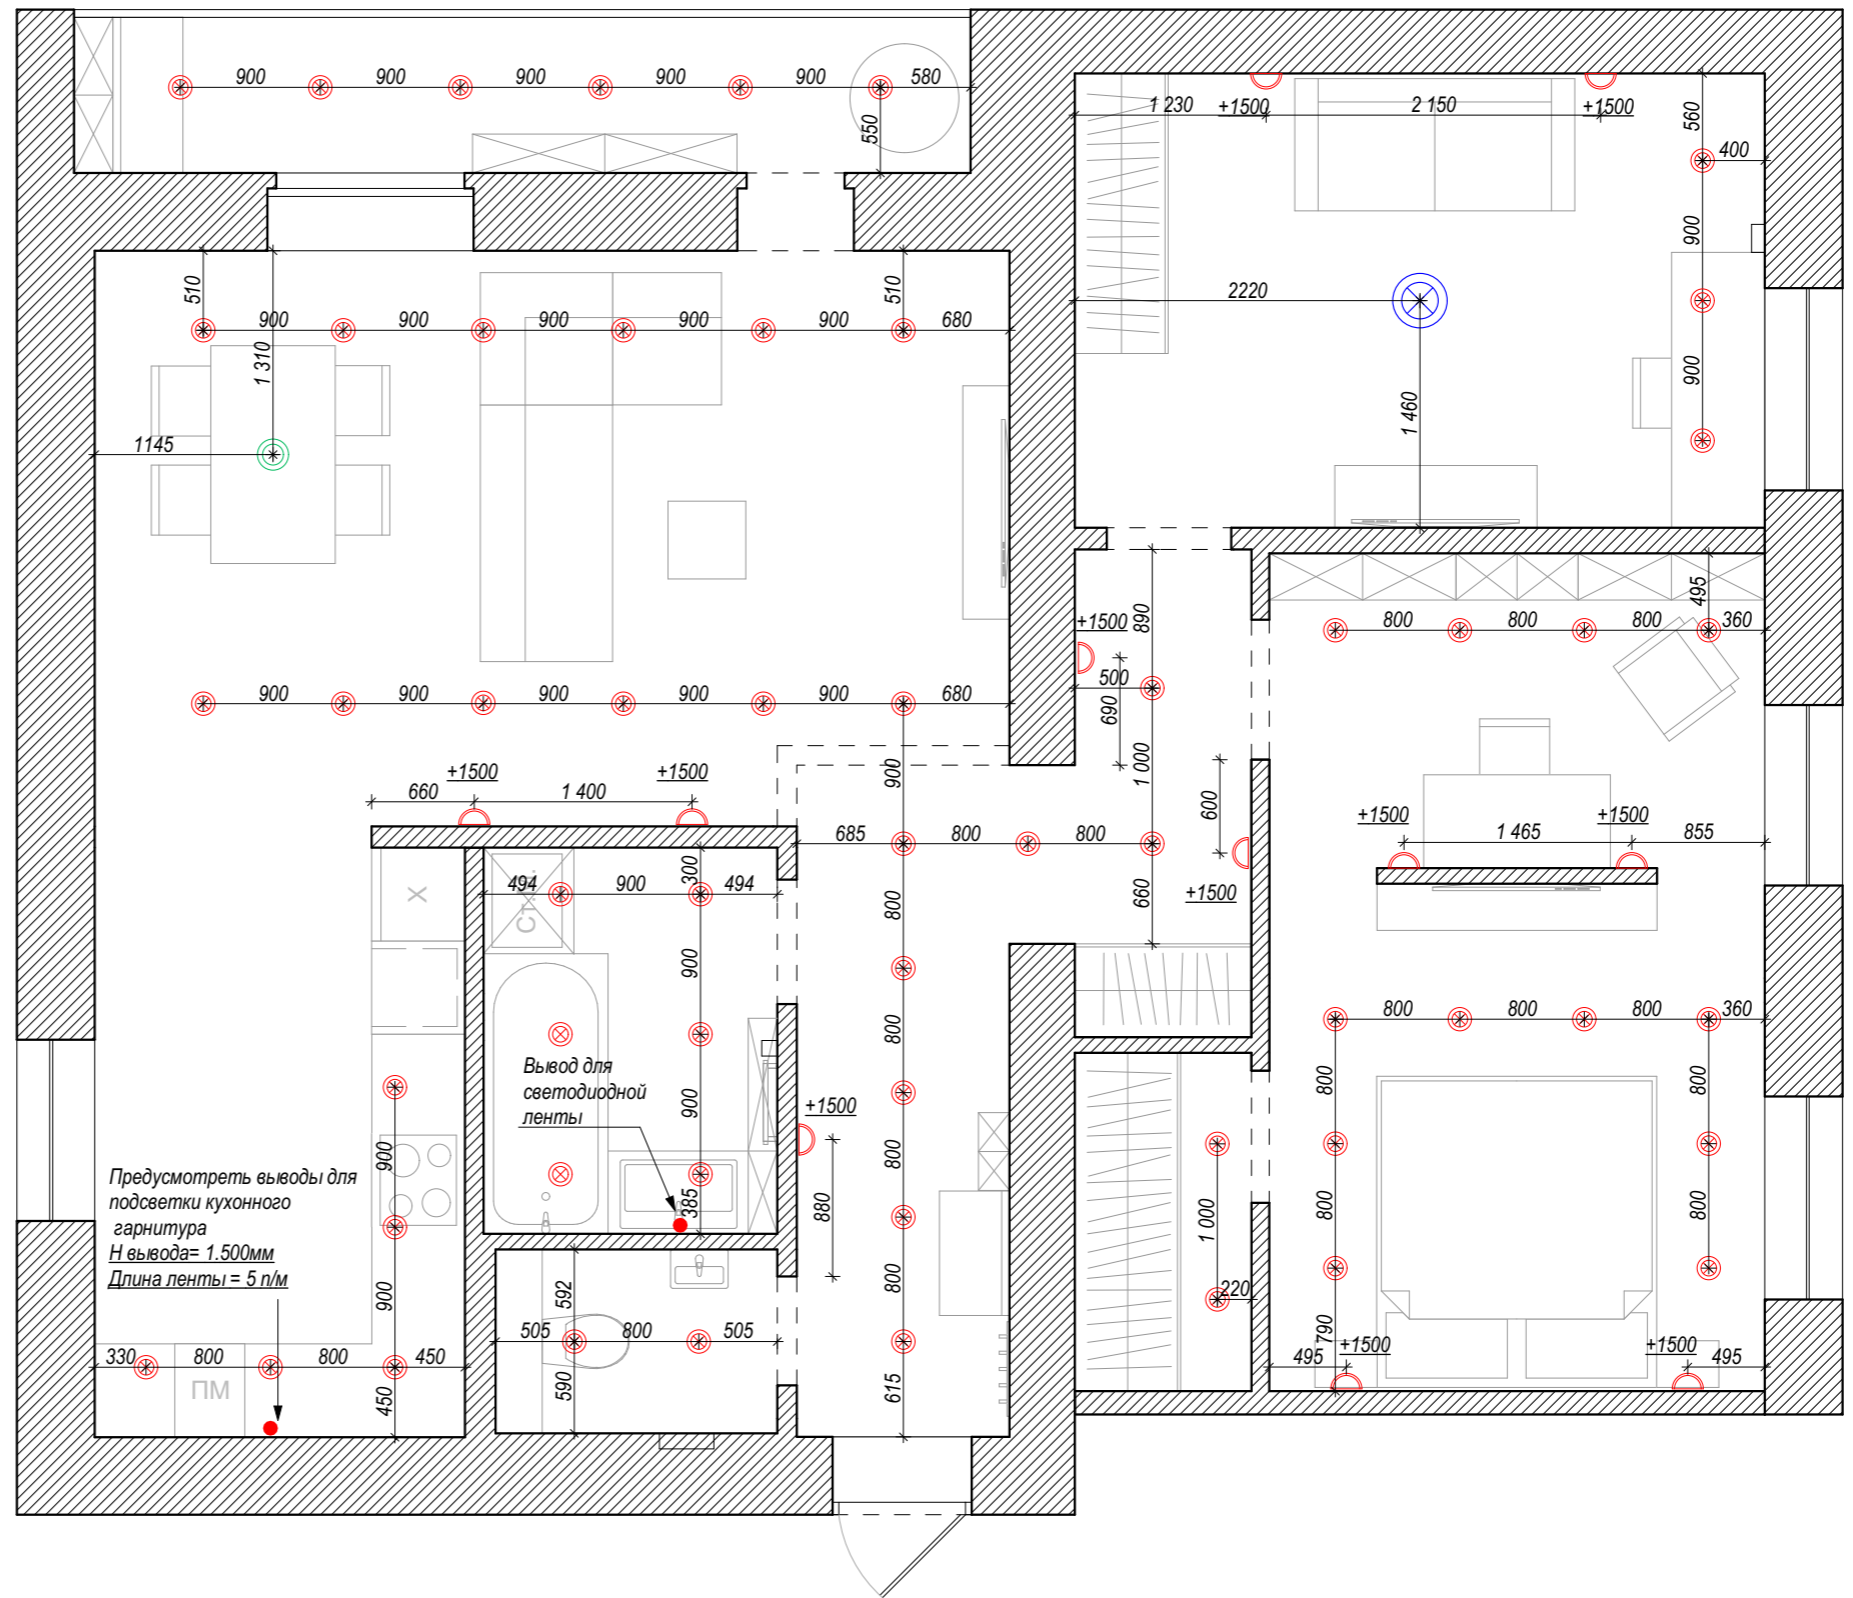 900 900 900 900 900 580
550
1 230 +1500 2 150 +1500
560
400
900
2220
900
1 460
510 510
900 900 900 900 900 680
1 310
1145
495
800 800 800 360
890
+1500
500
690
900 900 900 900 900 680
1 000
900
600
+1500 +1500
660 1 400
685 800 800
+1500 +1500
1 465 855
660
+1500
300
494 900 494
X
Ст.
800
900
800
800 800 800 360
Вывод для
светодиодной
ленты
900
800 800
+1500
800
900
880
385
Предусмотреть выводы для
подсветки кухонного
гарнитура
Н вывода= 1.500мм
Длина ленты = 5 п/м
900
1 000
800 800
220
592
800
505 800 505
590
615
330 800 800 450
450
ПМ
790
+1500 +1500
495 495